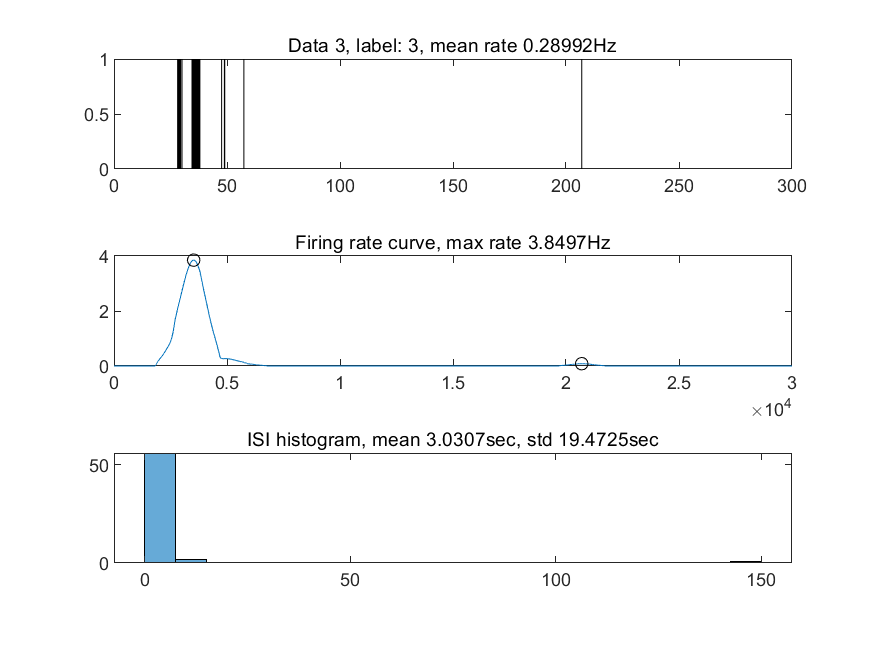 Data 3, label: 3, mean rate 0.28992Hz
1
0.5
0
0 50 100 150 200 250 300
Firing rate curve, max rate 3.8497Hz
4
2
0
0 0.5 1 1.5 2 2.5 3
×10⁴
ISI histogram, mean 3.0307sec, std 19.4725sec
50
0
0 50 100 150